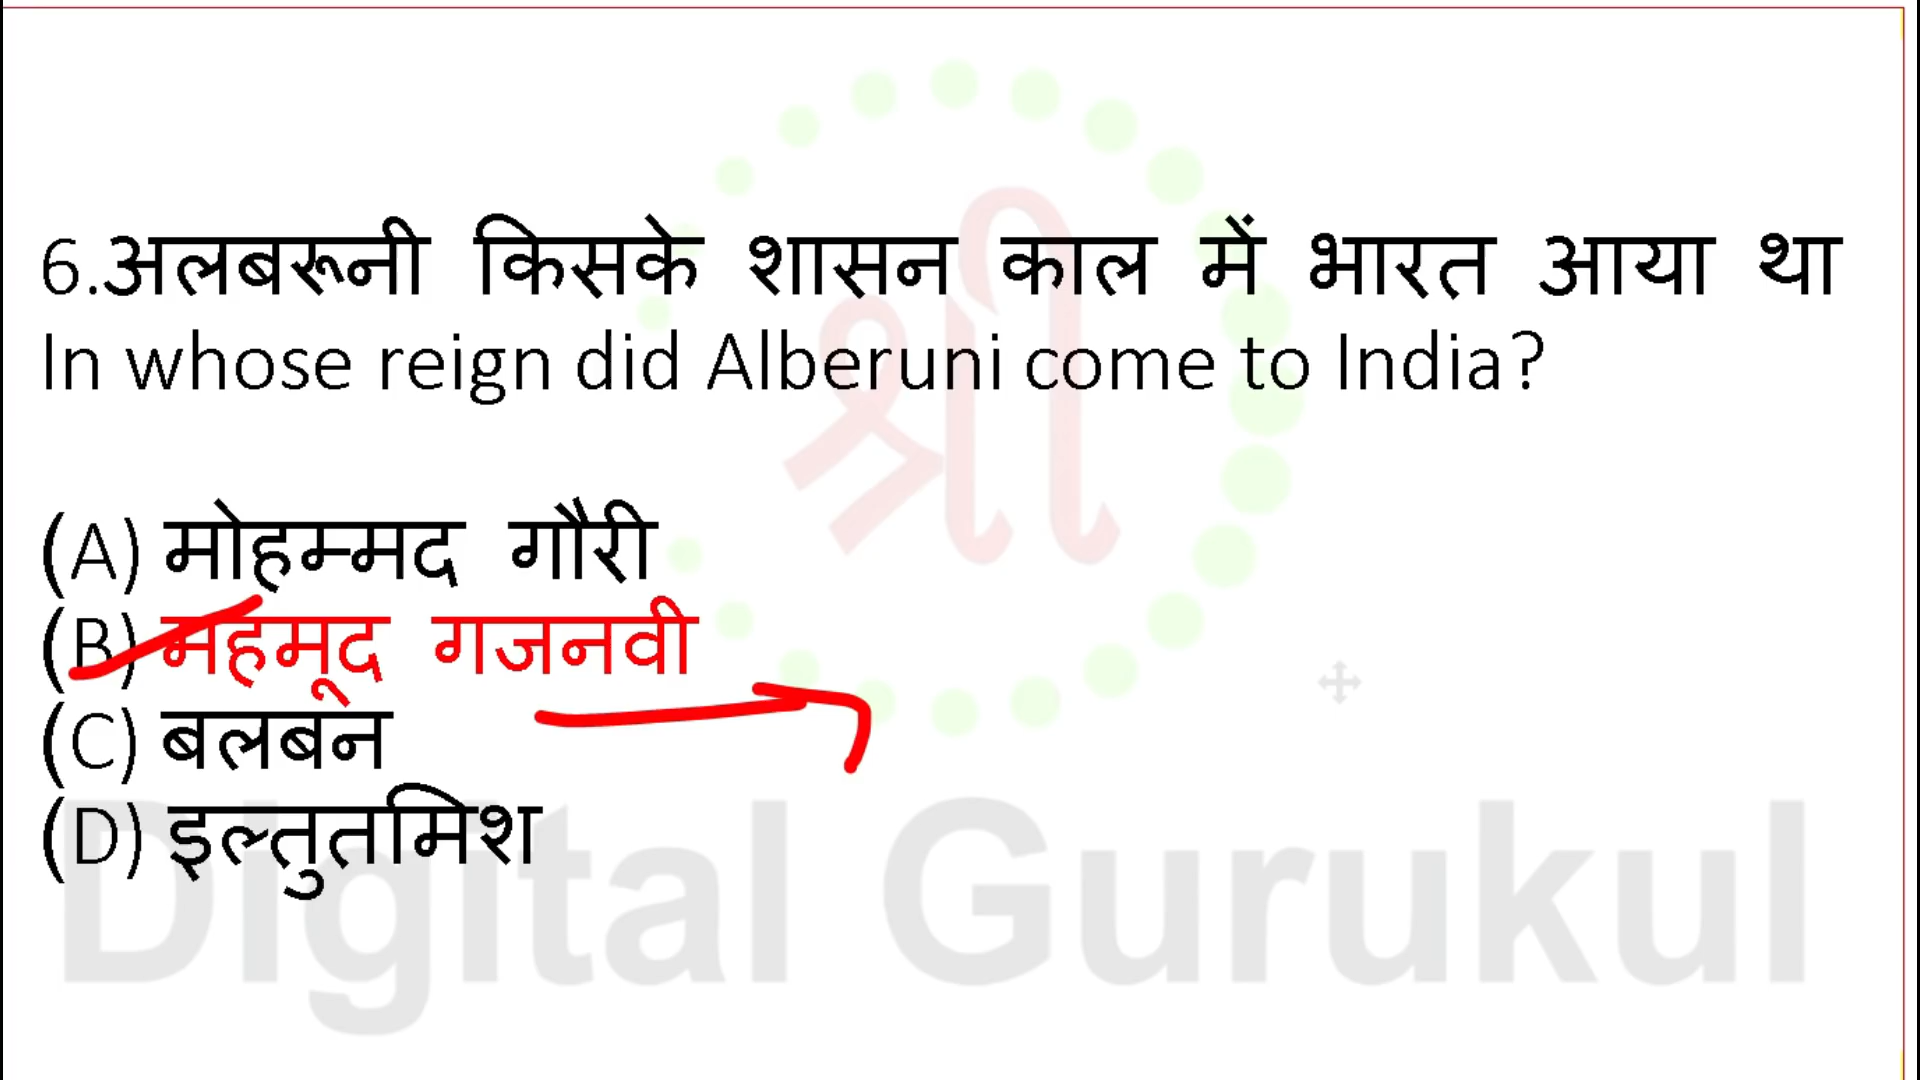 6.अलबरूनी किसके शासन काल में भारत आया था
In whose reign did Alberuni come to India?
(A) मोहम्मद गौरी
(B) महमूद गजनवी
(C) बलबन
(D) इल्तुतमिश
श्री
Digital Gurukul